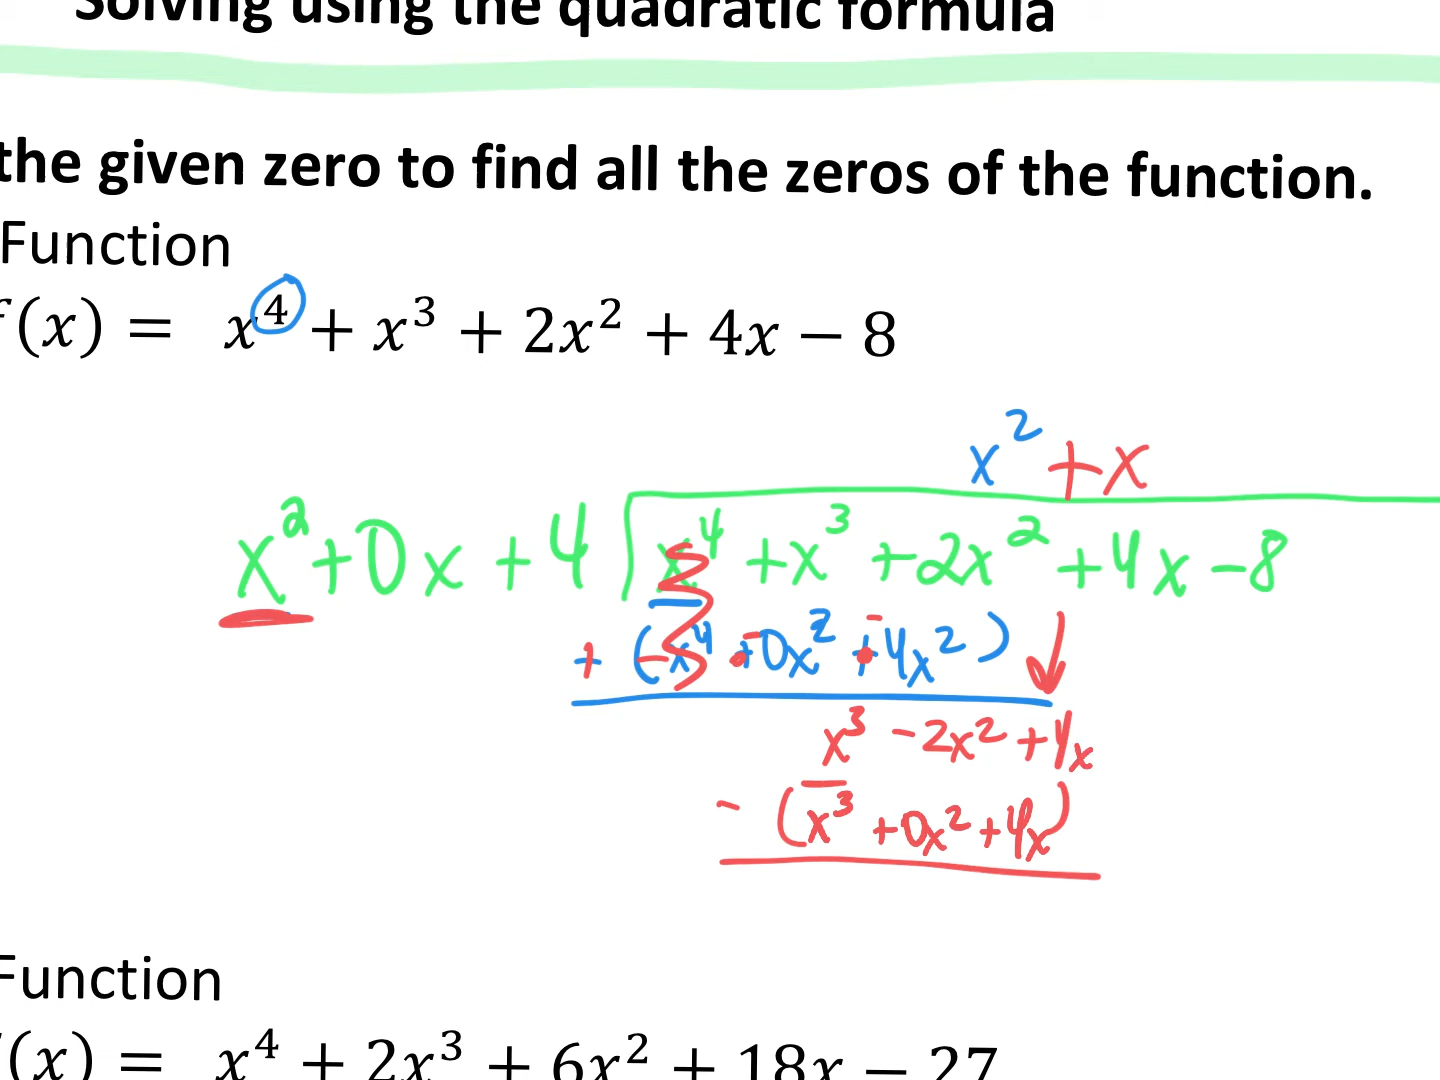 Solving using the quadratic formula
the given zero to find all the zeros of the function.
Function
f(x) = x⁴ + x³ + 2x² + 4x − 8
x² + x
x² + 0x + 4 x⁴ + x³ + 2x² + 4x − 8
+ (−x⁴ + 0x² + 4x²)
x³ − 2x² + 4x
− (x³ + 0x² + 4x)
Function
(x) = x⁴ + 2x³ + 6x² + 18x − 27